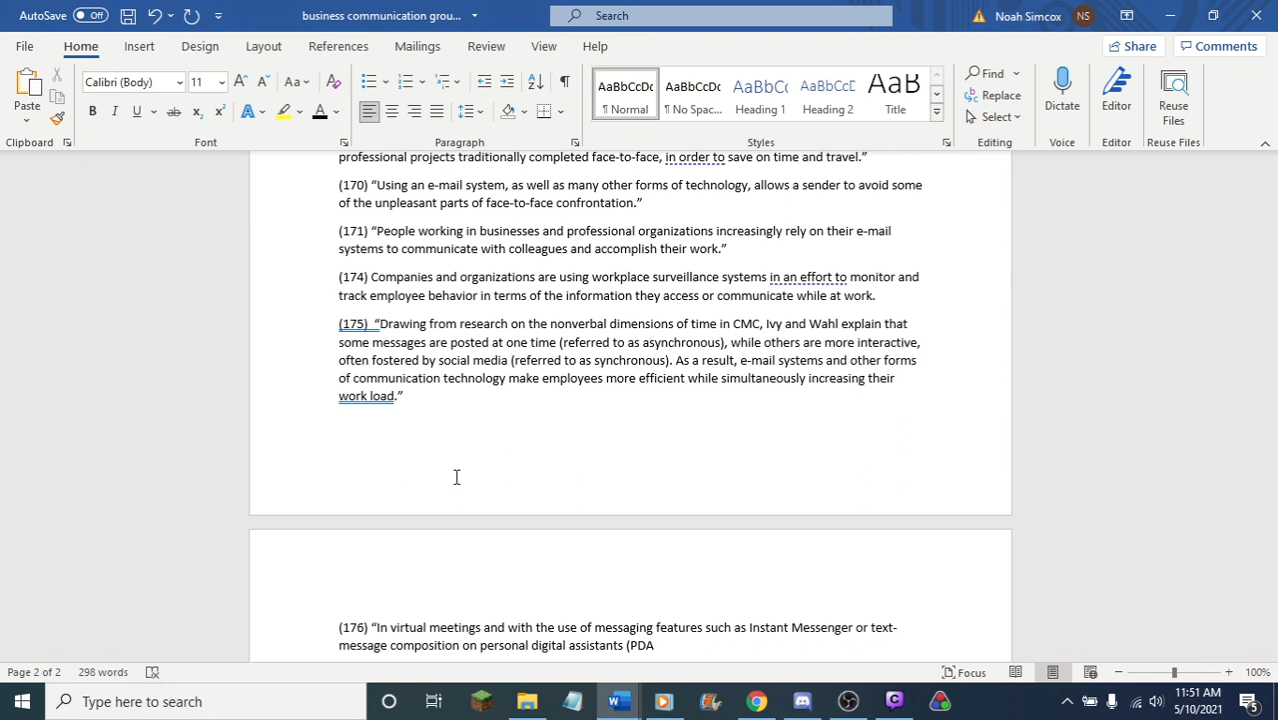 AutoSave Off business communication grou... Search Noah Simcox NS
File Home Insert Design Layout References Mailings Review View Help Share Comments
Calibri (Body) 11 Aa AaBbCcDc AaBbCcDc AaBbC AaBbCcD AaB Find
Paste B I U ab x2 x2 A A ¶ Normal ¶ No Spac... Heading 1 Heading 2 Title Replace Select Dictate Editor Reuse Files
Clipboard Font Paragraph Styles Editing Voice Editor Reuse Files
professional projects traditionally completed face-to-face, in order to save on time and travel.”
(170) “Using an e-mail system, as well as many other forms of technology, allows a sender to avoid some
of the unpleasant parts of face-to-face confrontation.”
(171) “People working in businesses and professional organizations increasingly rely on their e-mail
systems to communicate with colleagues and accomplish their work.”
(174) Companies and organizations are using workplace surveillance systems in an effort to monitor and
track employee behavior in terms of the information they access or communicate while at work.
(175) “Drawing from research on the nonverbal dimensions of time in CMC, Ivy and Wahl explain that
some messages are posted at one time (referred to as asynchronous), while others are more interactive,
often fostered by social media (referred to as synchronous). As a result, e-mail systems and other forms
of communication technology make employees more efficient while simultaneously increasing their
work load.”
(176) “In virtual meetings and with the use of messaging features such as Instant Messenger or text-
message composition on personal digital assistants (PDA
Page 2 of 2 298 words Focus 100%
Type here to search 11:51 AM
5/10/2021 5